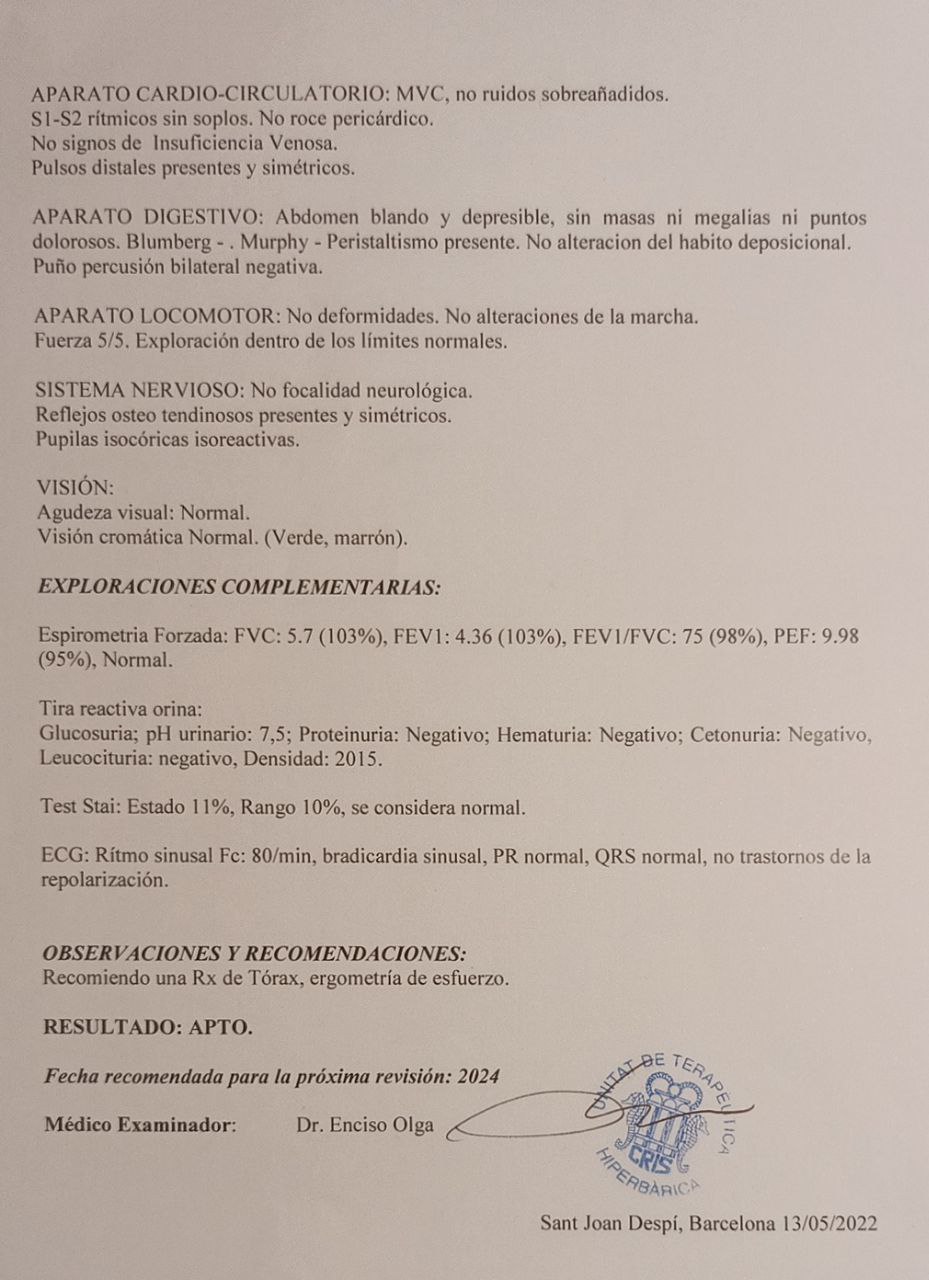 APARATO CARDIO-CIRCULATORIO: MVC, no ruidos sobreañadidos.
S1-S2 rítmicos sin soplos. No roce pericárdico.
No signos de Insuficiencia Venosa.
Pulsos distales presentes y simétricos.
APARATO DIGESTIVO: Abdomen blando y depresible, sin masas ni megalias ni puntos
dolorosos. Blumberg - . Murphy - Peristaltismo presente. No alteracion del habito deposicional.
Puño percusión bilateral negativa.
APARATO LOCOMOTOR: No deformidades. No alteraciones de la marcha.
Fuerza 5/5. Exploración dentro de los límites normales.
SISTEMA NERVIOSO: No focalidad neurológica.
Reflejos osteo tendinosos presentes y simétricos.
Pupilas isocóricas isoreactivas.
VISIÓN:
Agudeza visual: Normal.
Visión cromática Normal. (Verde, marrón).
EXPLORACIONES COMPLEMENTARIAS:
Espirometria Forzada: FVC: 5.7 (103%), FEV1: 4.36 (103%), FEV1/FVC: 75 (98%), PEF: 9.98
(95%), Normal.
Tira reactiva orina:
Glucosuria; pH urinario: 7,5; Proteinuria: Negativo; Hematuria: Negativo; Cetonuria: Negativo,
Leucocituria: negativo, Densidad: 2015.
Test Stai: Estado 11%, Rango 10%, se considera normal.
ECG: Rítmo sinusal Fc: 80/min, bradicardia sinusal, PR normal, QRS normal, no trastornos de la
repolarización.
OBSERVACIONES Y RECOMENDACIONES:
Recomiendo una Rx de Tórax, ergometría de esfuerzo.
RESULTADO: APTO.
Fecha recomendada para la próxima revisión: 2024
Médico Examinador: Dr. Enciso Olga
UNITAT DE TERAPÈUTICA
CRIS
HIPERBÀRICA
Sant Joan Despí, Barcelona 13/05/2022